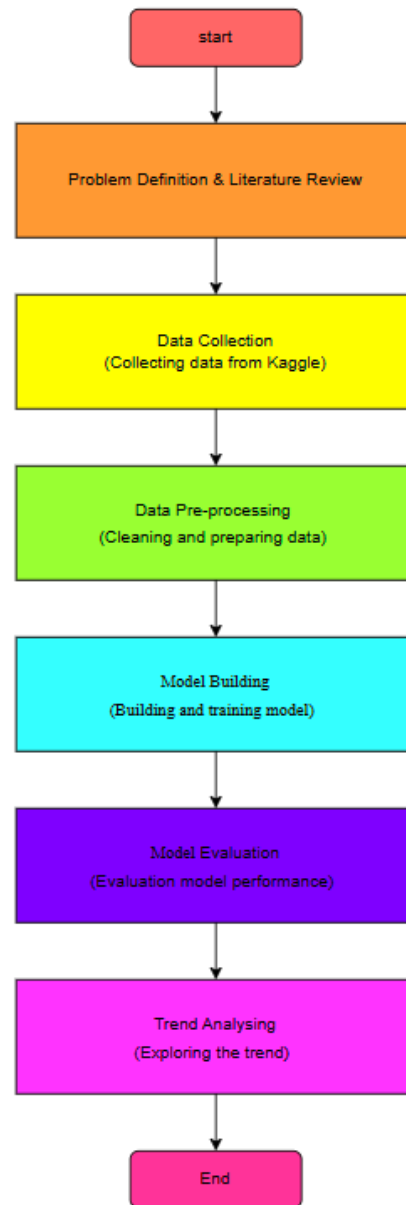 start
Problem Definition & Literature Review
Data Collection
(Collecting data from Kaggle)
Data Pre-processing
(Cleaning and preparing data)
Model Building
(Building and training model)
Model Evaluation
(Evaluation model performance)
Trend Analysing
(Exploring the trend)
End